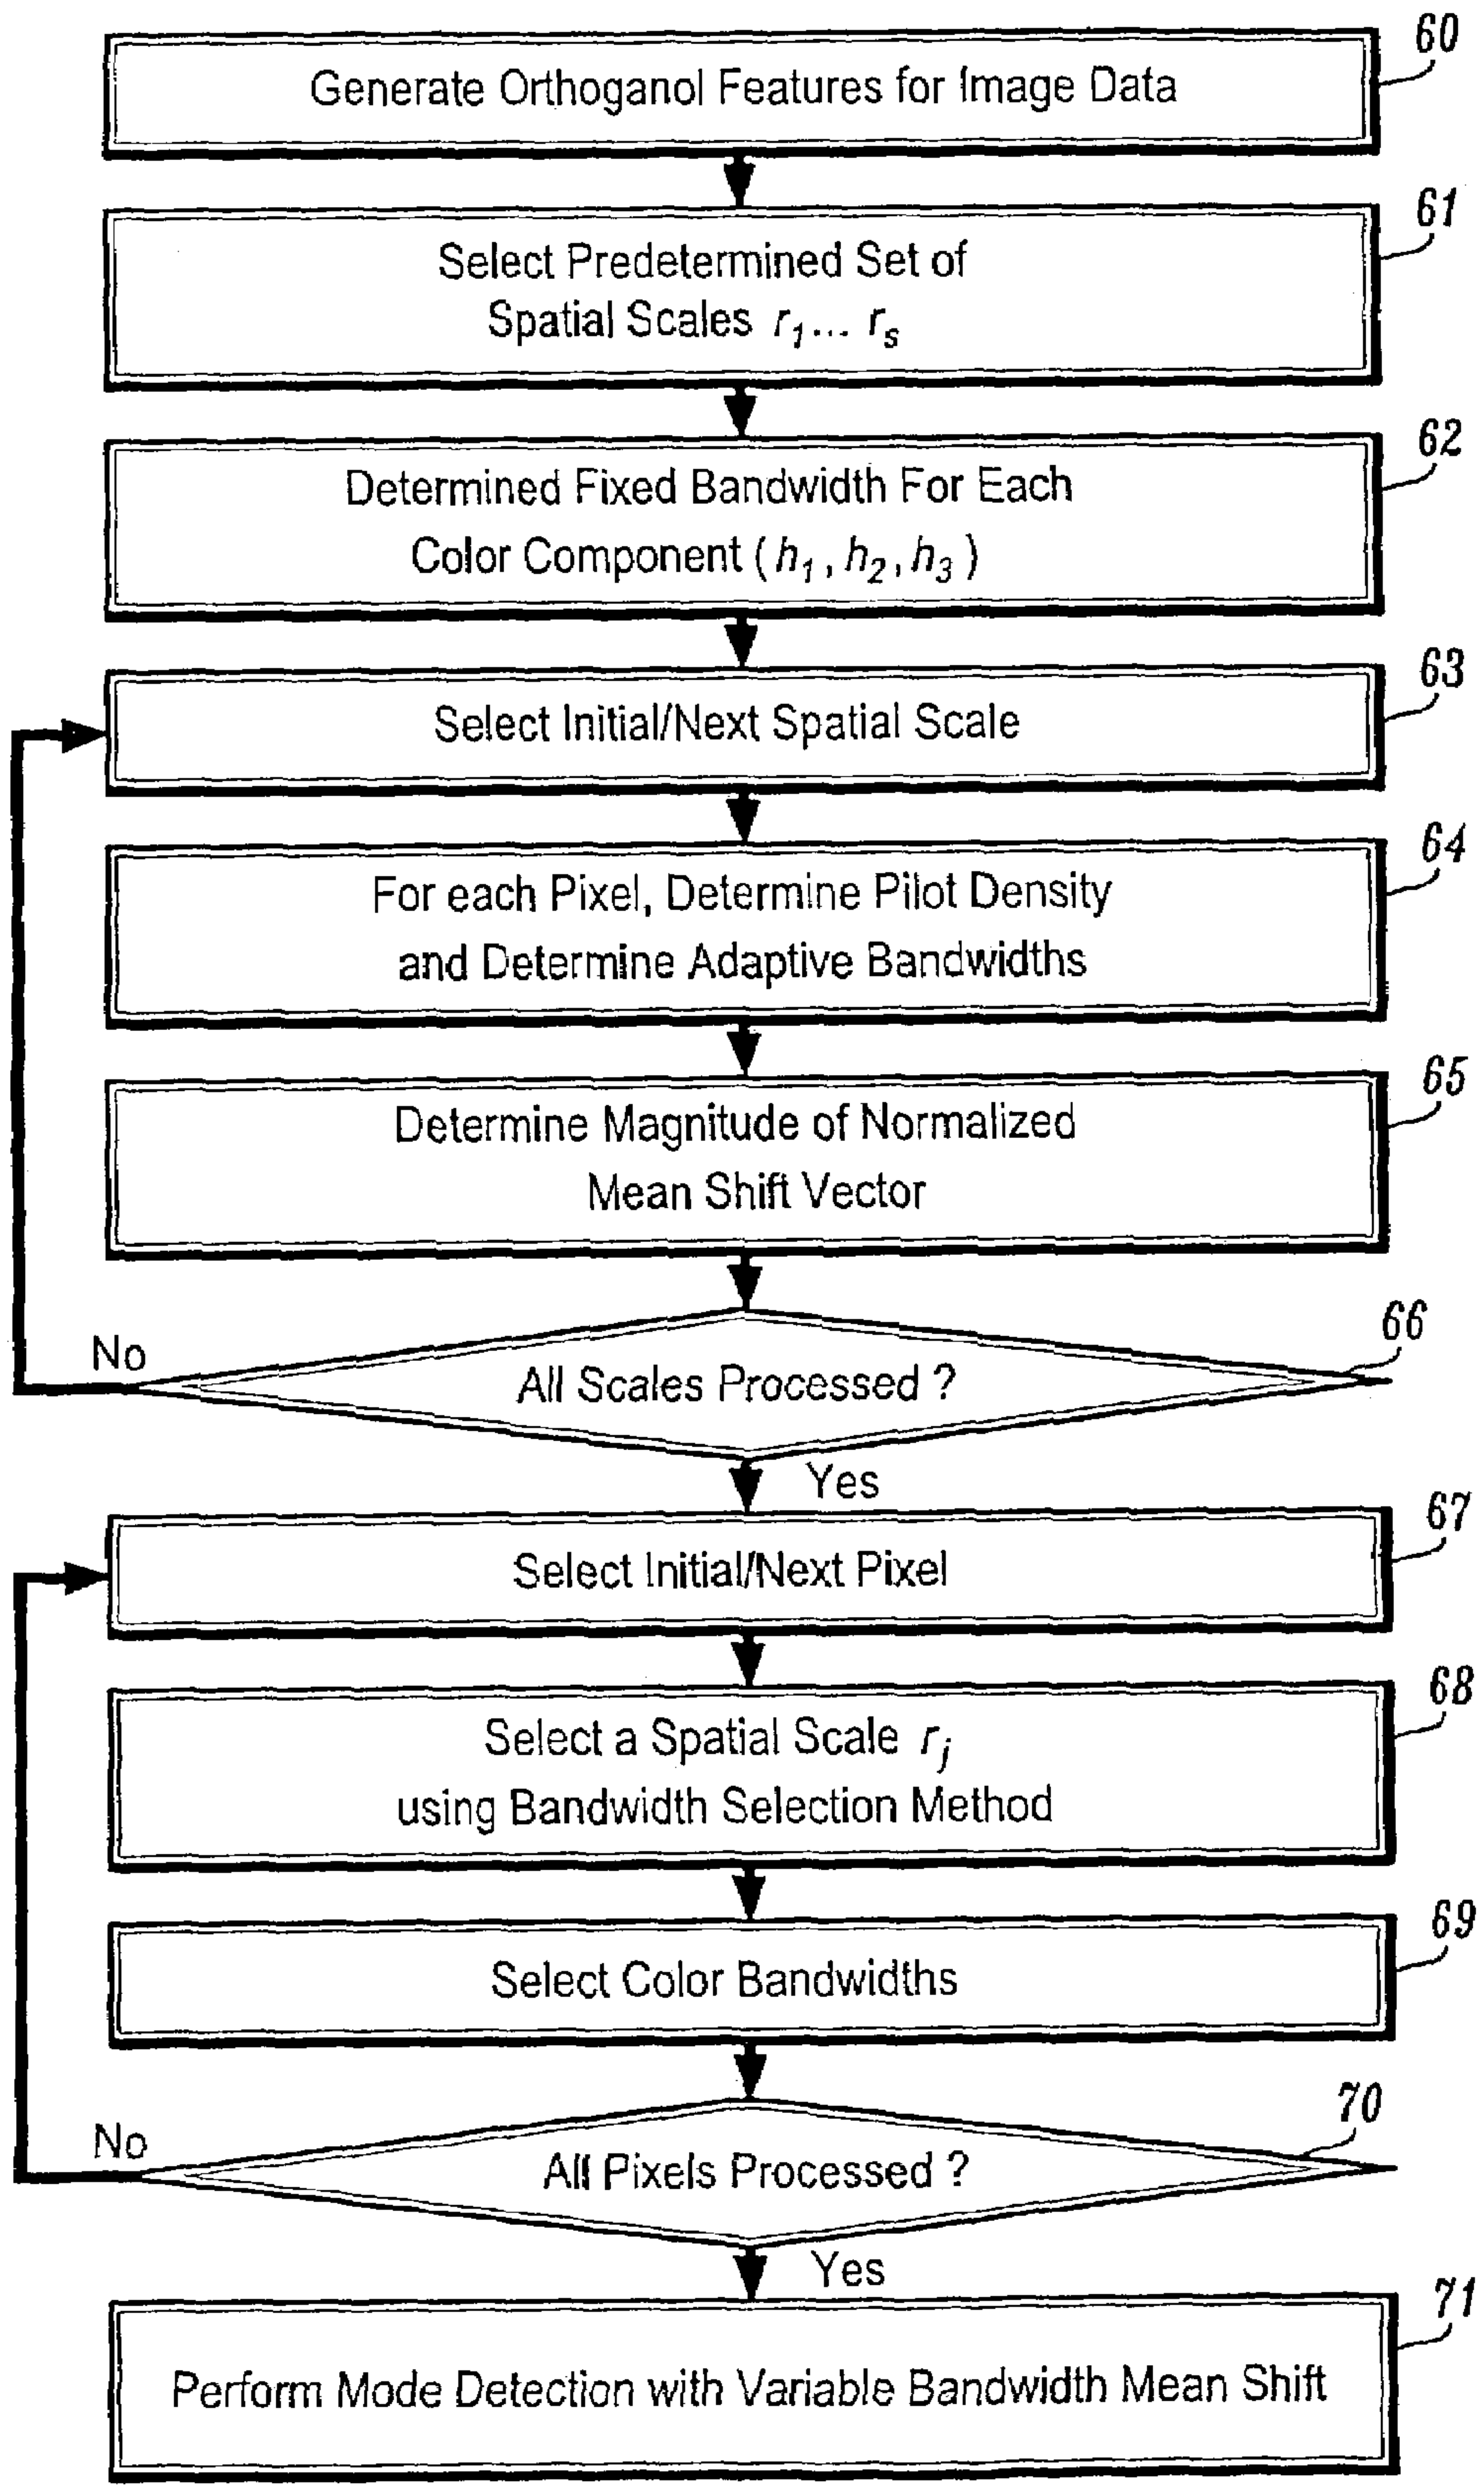 60
Generate Orthoganol Features for Image Data
61
Select Predetermined Set of
Spatial Scales r1... rs
62
Determined Fixed Bandwidth For Each
Color Component (h1, h2, h3)
63
Select Initial/Next Spatial Scale
64
For each Pixel, Determine Pilot Density
and Determine Adaptive Bandwidths
65
Determine Magnitude of Normalized
Mean Shift Vector
66
No
All Scales Processed ?
Yes
67
Select Initial/Next Pixel
68
Select a Spatial Scale rj
using Bandwidth Selection Method
69
Select Color Bandwidths
70
No
All Pixels Processed ?
Yes
71
Perform Mode Detection with Variable Bandwidth Mean Shift